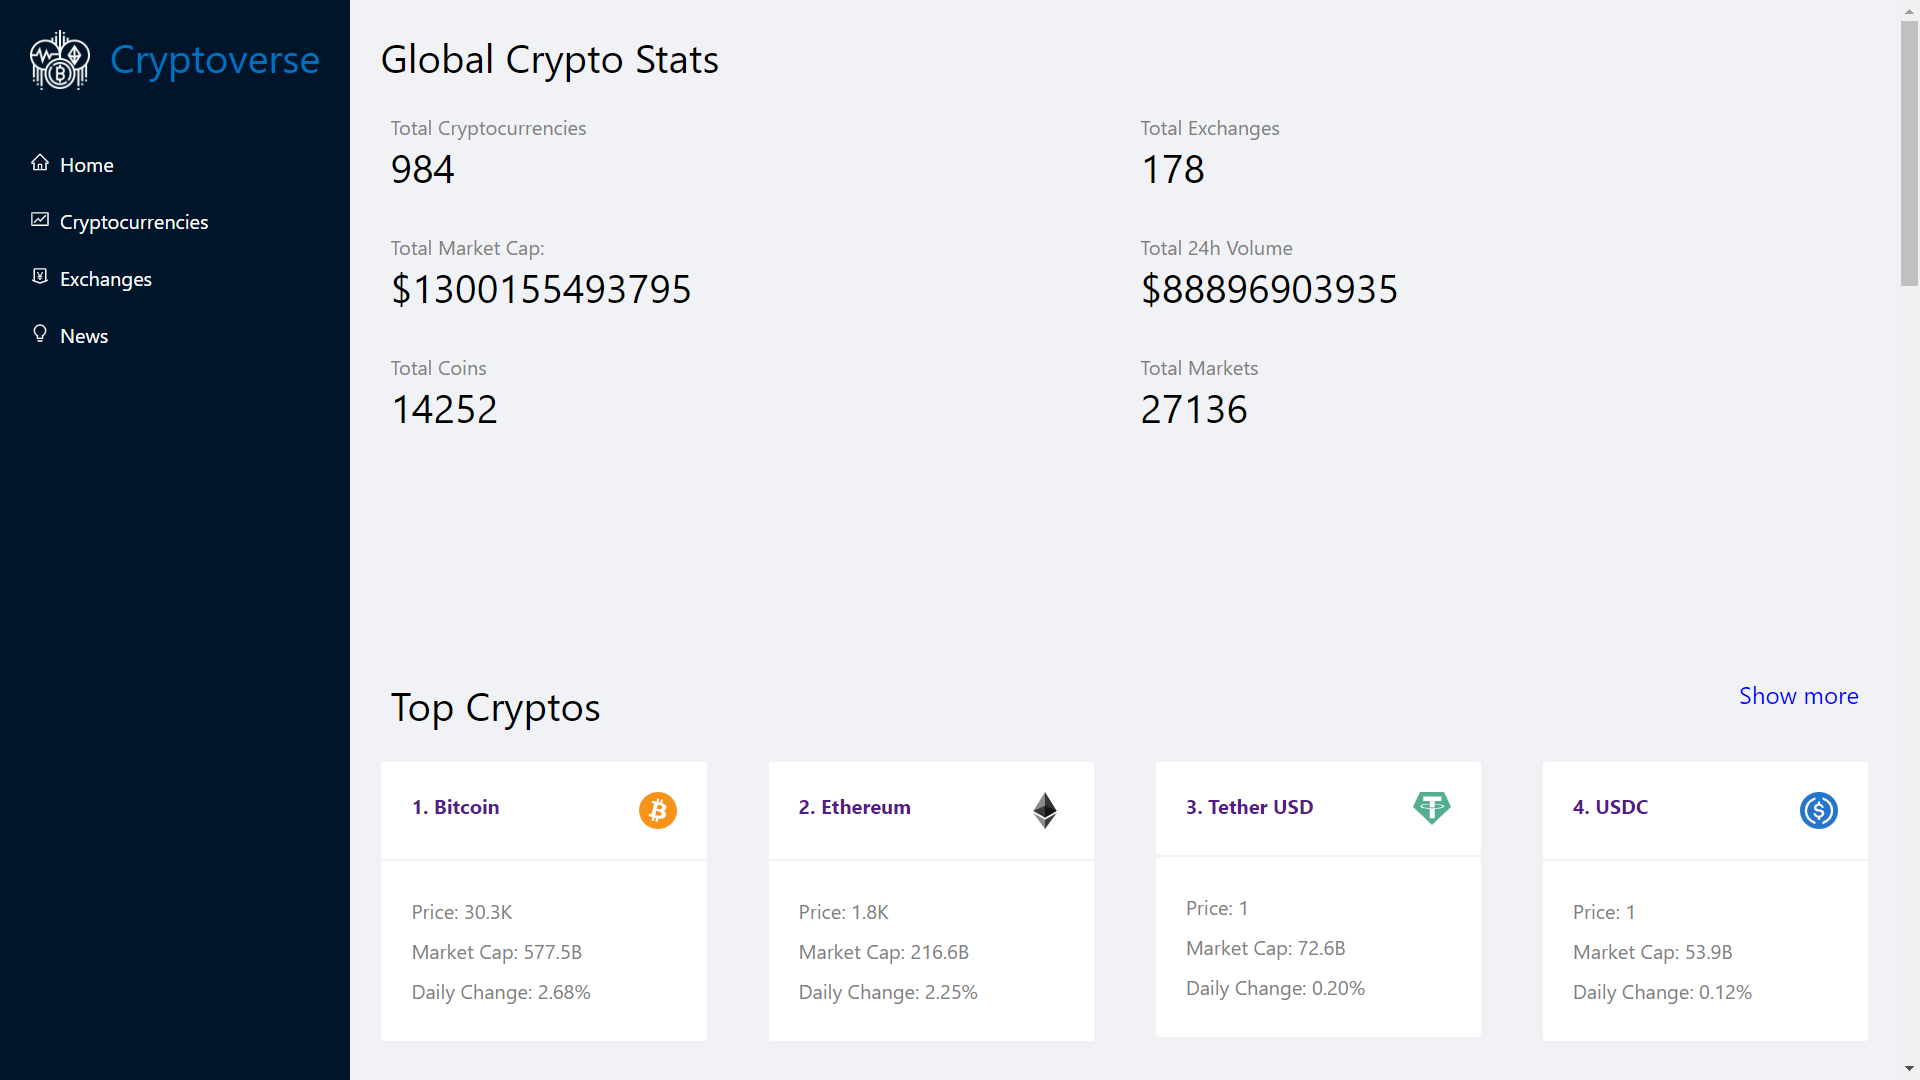 Cryptoverse
Home
Cryptocurrencies
Exchanges
News
Global Crypto Stats
Total Cryptocurrencies
984
Total Exchanges
178
Total Market Cap:
$1300155493795
Total 24h Volume
$88896903935
Total Coins
14252
Total Markets
27136
Top Cryptos
Show more
1. Bitcoin
Price: 30.3K
Market Cap: 577.5B
Daily Change: 2.68%
2. Ethereum
Price: 1.8K
Market Cap: 216.6B
Daily Change: 2.25%
3. Tether USD
Price: 1
Market Cap: 72.6B
Daily Change: 0.20%
4. USDC
Price: 1
Market Cap: 53.9B
Daily Change: 0.12%